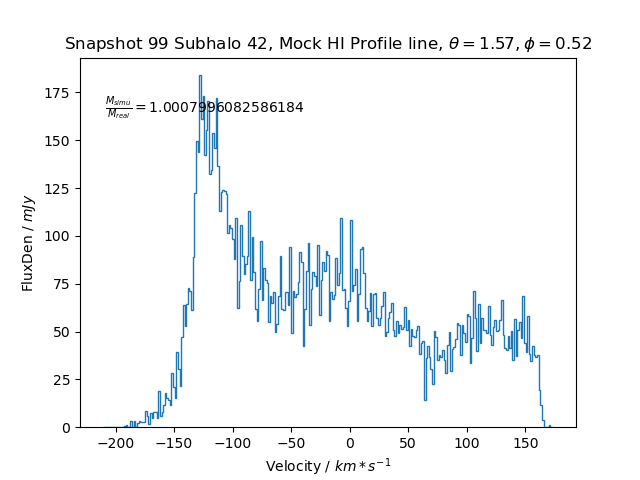 Snapshot 99 Subhalo 42, Mock HI Profile line, θ = 1.57, ϕ = 0.52
M_simu / M_real = 1.0007996082586184
FluxDen / mJy
175
150
125
100
75
50
25
0
−200 −150 −100 −50 0 50 100 150
Velocity / km * s^−1